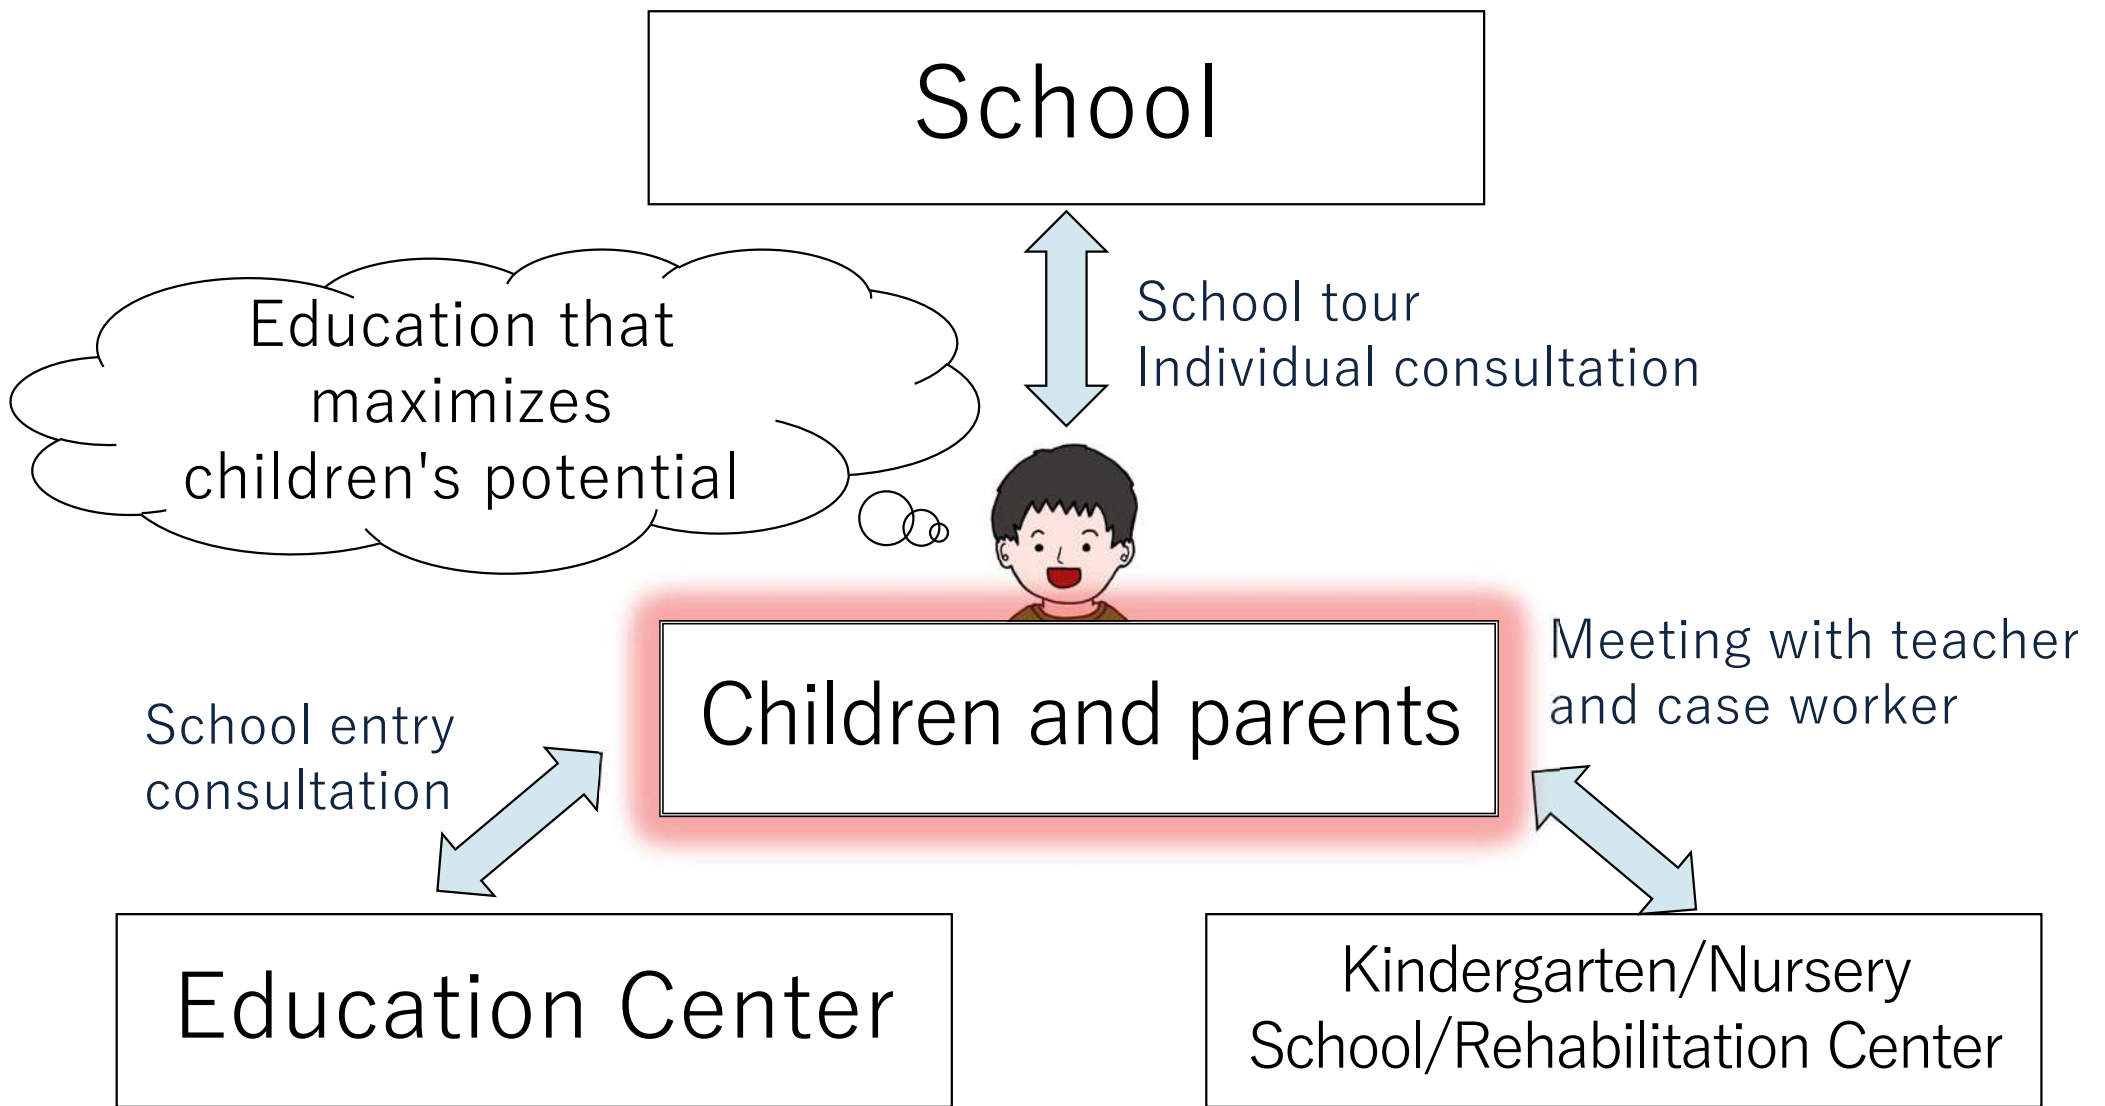 School
Education that
maximizes
children's potential
School tour
Individual consultation
Children and parents
Meeting with teacher
and case worker
School entry
consultation
Education Center
Kindergarten/Nursery
School/Rehabilitation Center